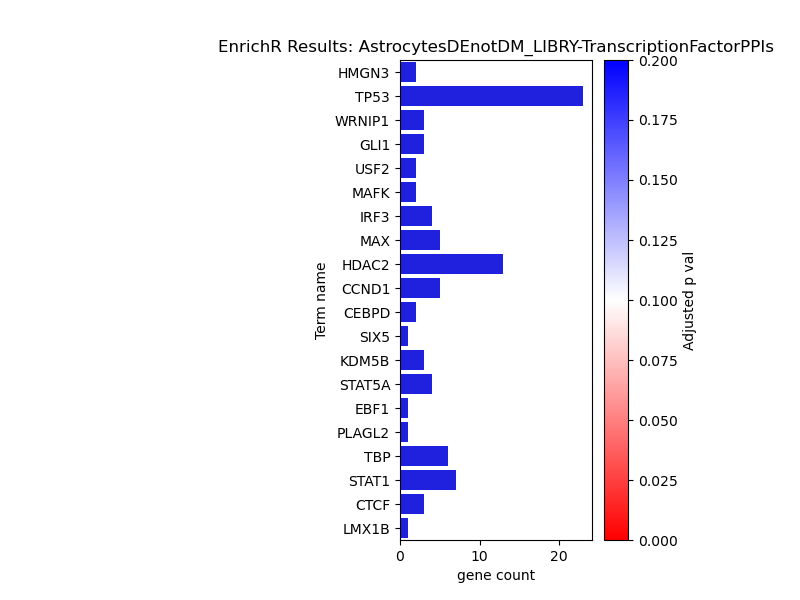 EnrichR Results: AstrocytesDEnotDM_LIBRY-TranscriptionFactorPPIs
Term name
HMGN3
TP53
WRNIP1
GLI1
USF2
MAFK
IRF3
MAX
HDAC2
CCND1
CEBPD
SIX5
KDM5B
STAT5A
EBF1
PLAGL2
TBP
STAT1
CTCF
LMX1B
0 10 20
gene count
0.200
0.175
0.150
0.125
0.100
0.075
0.050
0.025
0.000
Adjusted p val